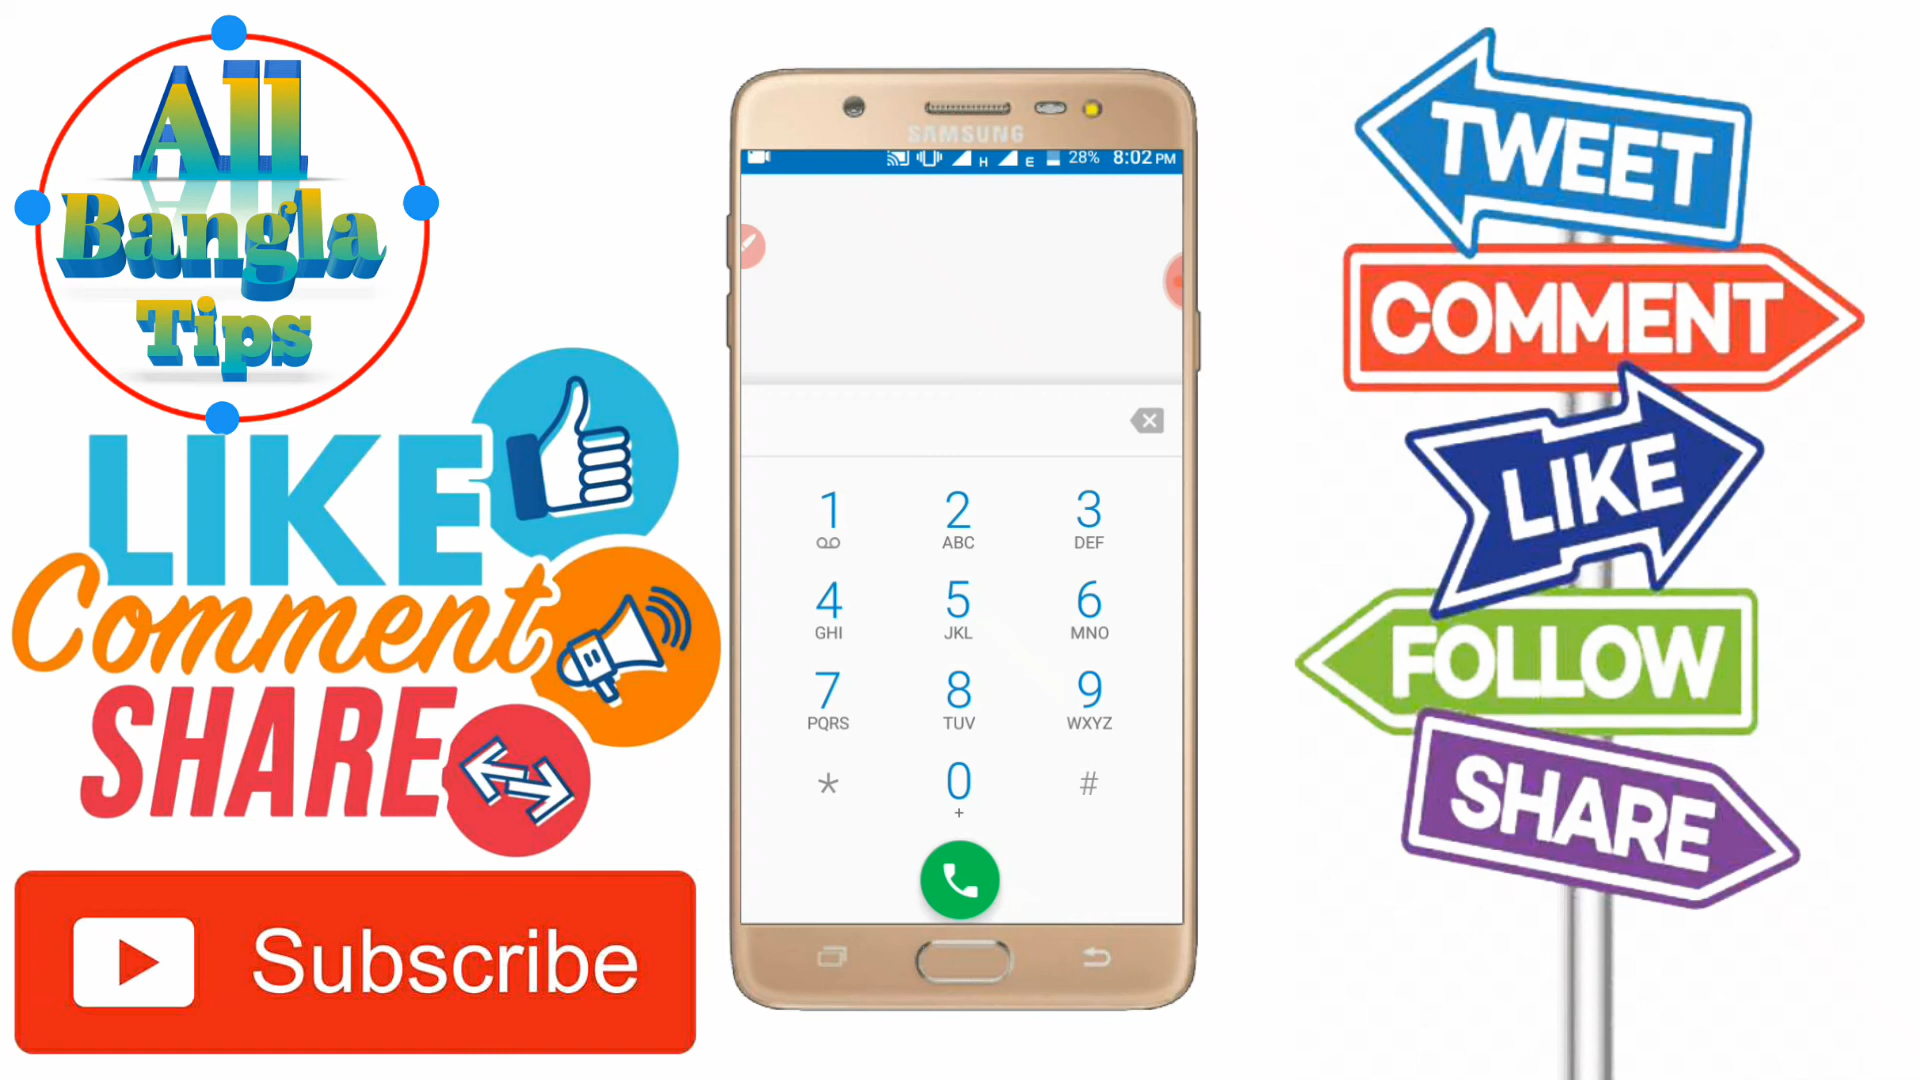 All
Bangla
Tips
LIKE
Comment
SHARE
Subscribe
SAMSUNG
H E 28% 8:02 PM
1 2 3
ABC DEF
4 5 6
GHI JKL MNO
7 8 9
PQRS TUV WXYZ
* 0 #
+
TWEET
COMMENT
LIKE
FOLLOW
SHARE